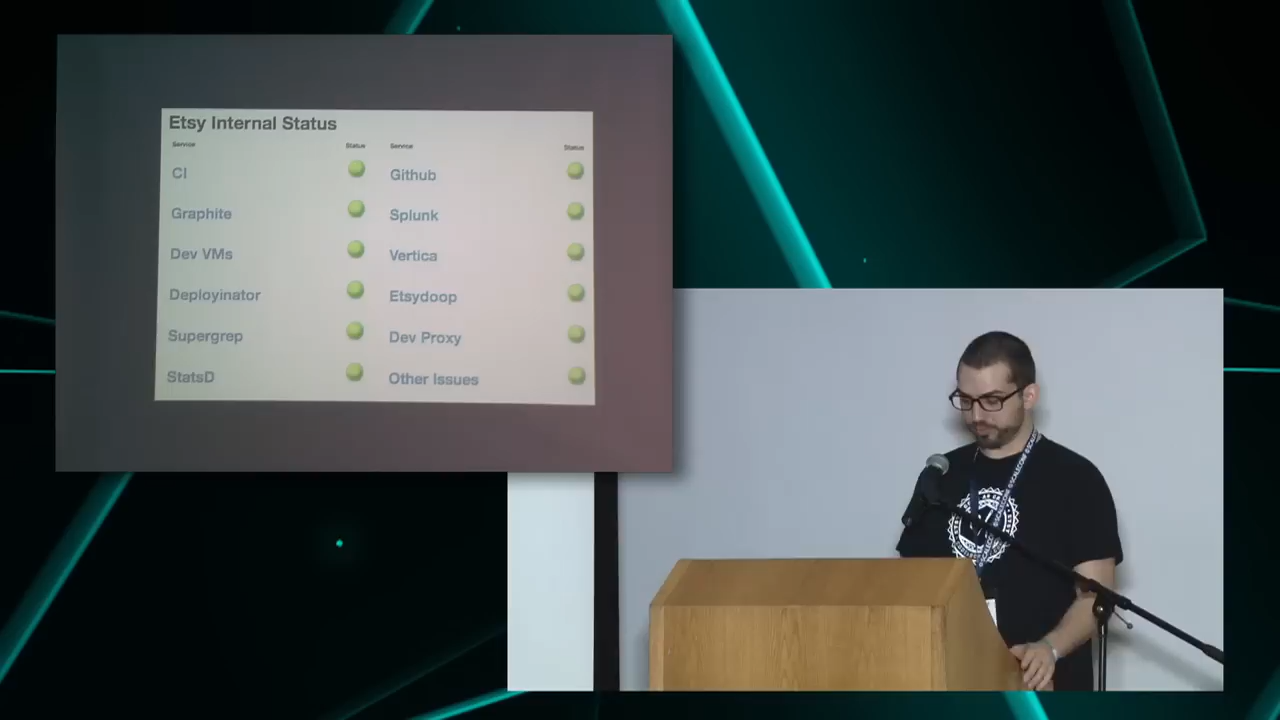 Etsy Internal Status
Service Status Service Status
CI Github
Graphite Splunk
Dev VMs Vertica
Deployinator Etsydoop
Supergrep Dev Proxy
StatsD Other Issues